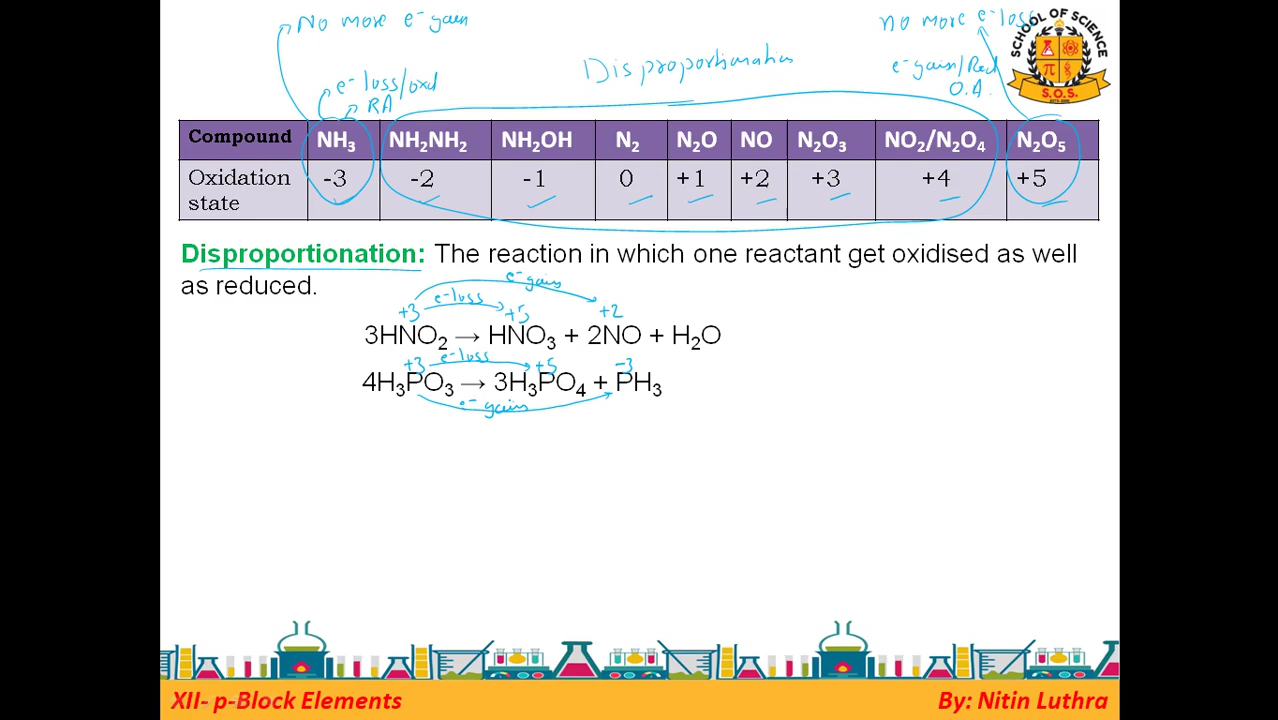 No more e⁻ gain
no more e⁻ loss
SCHOOL OF SCIENCE
S.O.S.
Disproportionation
e⁻ loss/oxd
RA
e⁻ gain/Red
O.A.
Compound NH₃ NH₂NH₂ NH₂OH N₂ N₂O NO N₂O₃ NO₂/N₂O₄ N₂O₅
Oxidation state -3 -2 -1 0 +1 +2 +3 +4 +5
Disproportionation: The reaction in which one reactant get oxidised as well
as reduced.
e⁻ gain
e⁻ loss
+3 +5 +2
3HNO₂ → HNO₃ + 2NO + H₂O
+3 e⁻ loss +5 -3
4H₃PO₃ → 3H₃PO₄ + PH₃
e⁻ gain
XII- p-Block Elements By: Nitin Luthra